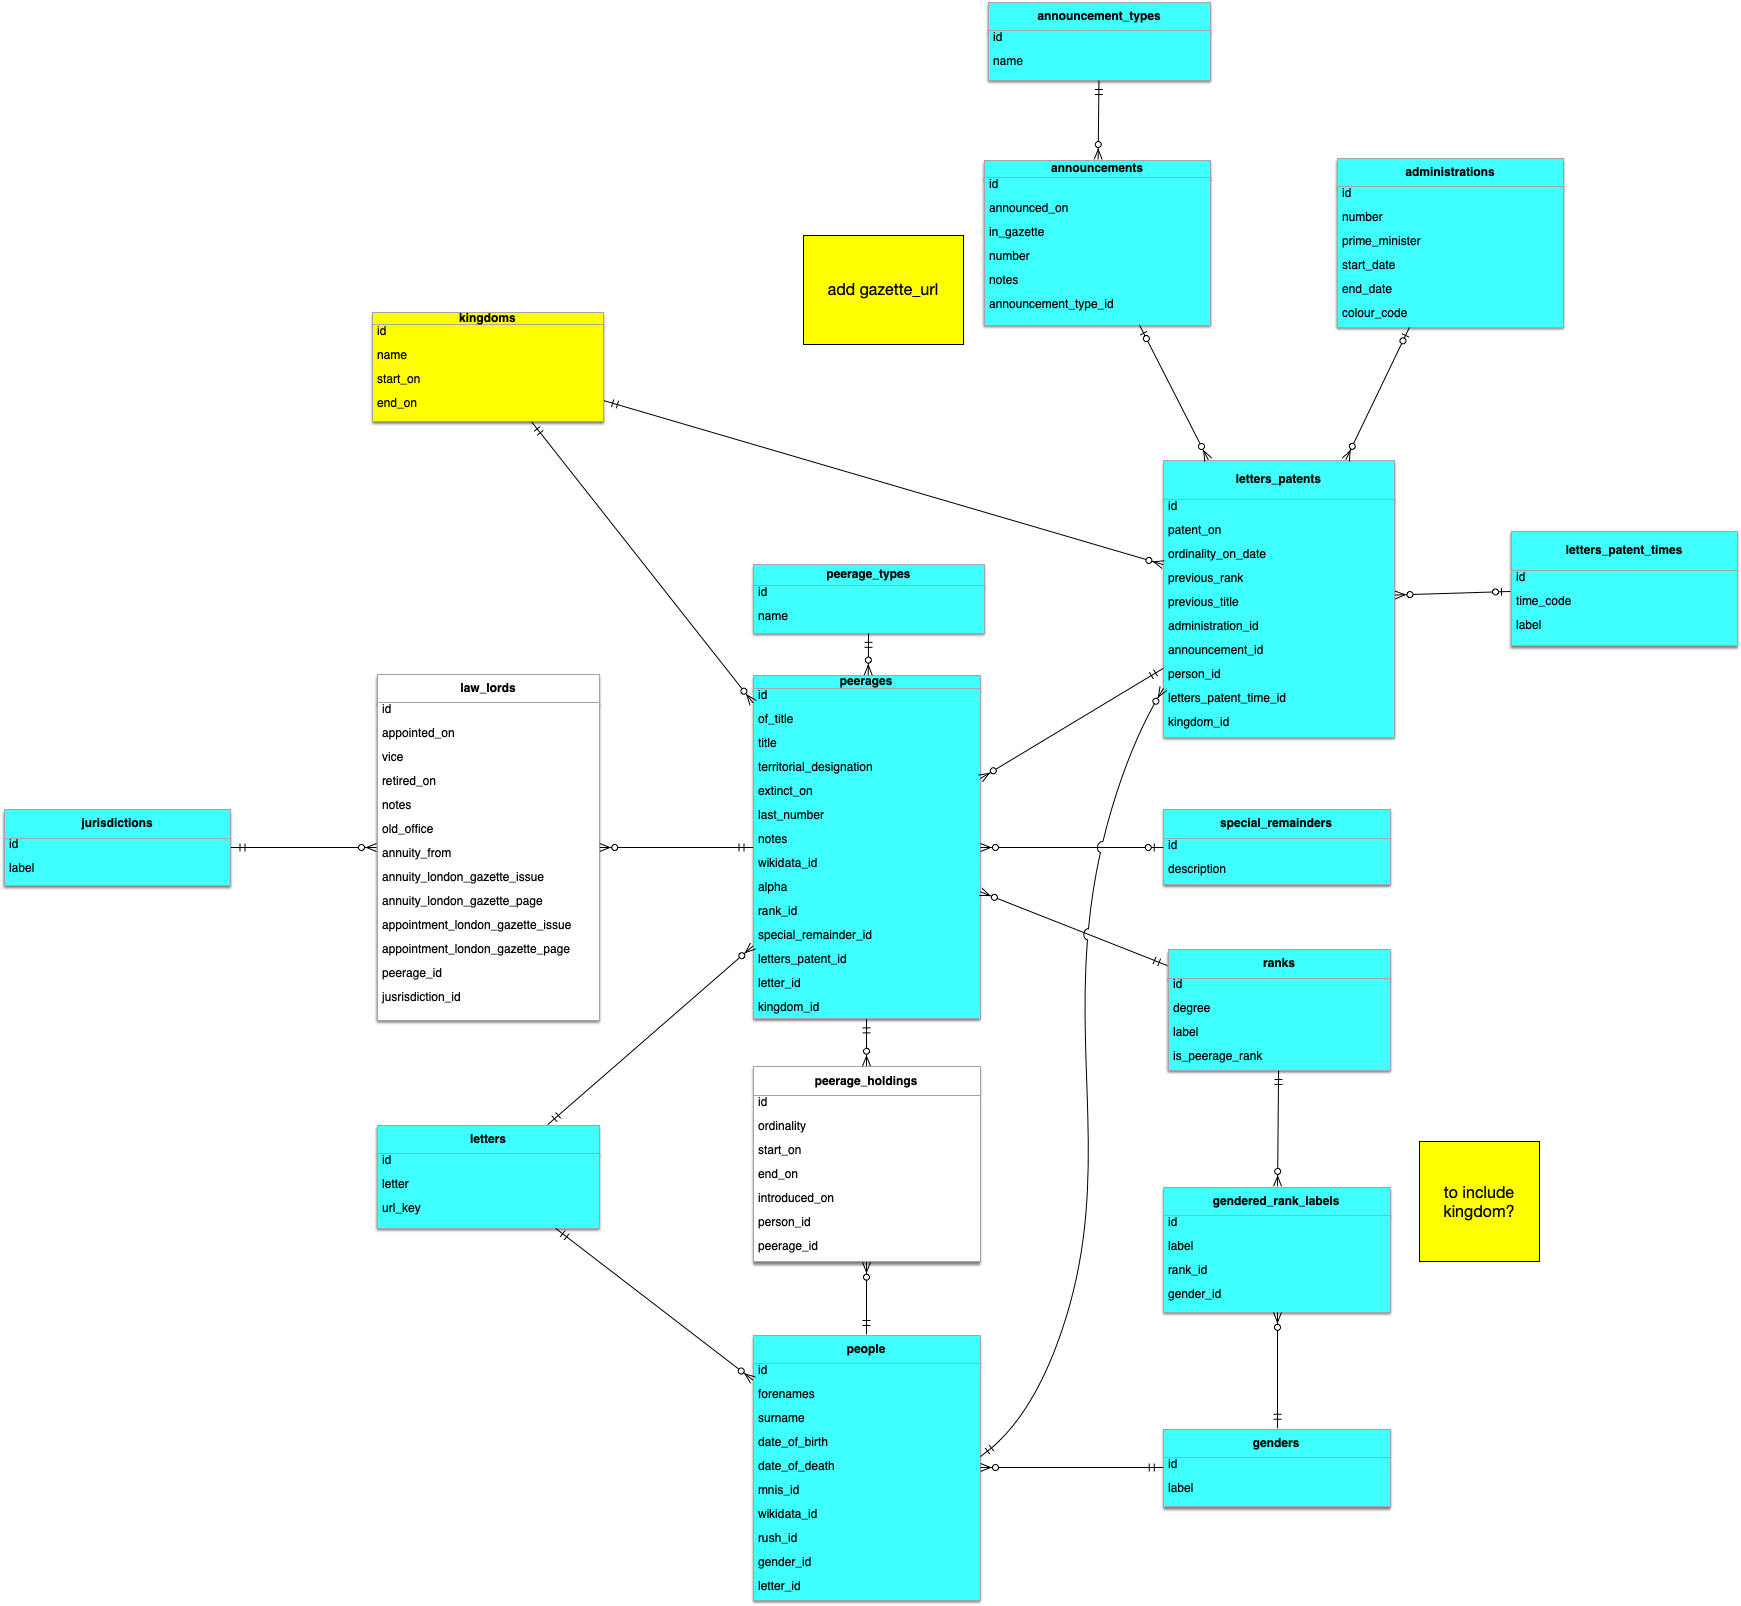 announcement_types
id
name
announcements
id
announced_on
in_gazette
number
notes
announcement_type_id
administrations
id
number
prime_minister
start_date
end_date
colour_code
add gazette_url
kingdoms
id
name
start_on
end_on
letters_patents
id
patent_on
ordinality_on_date
previous_rank
previous_title
administration_id
announcement_id
person_id
letters_patent_time_id
kingdom_id
letters_patent_times
id
time_code
label
peerage_types
id
name
peerages
id
of_title
title
territorial_designation
extinct_on
last_number
notes
wikidata_id
alpha
rank_id
special_remainder_id
letters_patent_id
letter_id
kingdom_id
law_lords
id
appointed_on
vice
retired_on
notes
old_office
annuity_from
annuity_london_gazette_issue
annuity_london_gazette_page
appointment_london_gazette_issue
appointment_london_gazette_page
peerage_id
jusrisdiction_id
jurisdictions
id
label
special_remainders
id
description
ranks
id
degree
label
is_peerage_rank
letters
id
letter
url_key
peerage_holdings
id
ordinality
start_on
end_on
introduced_on
person_id
peerage_id
gendered_rank_labels
id
label
rank_id
gender_id
to include
kingdom?
people
id
forenames
surname
date_of_birth
date_of_death
mnis_id
wikidata_id
rush_id
gender_id
letter_id
genders
id
label